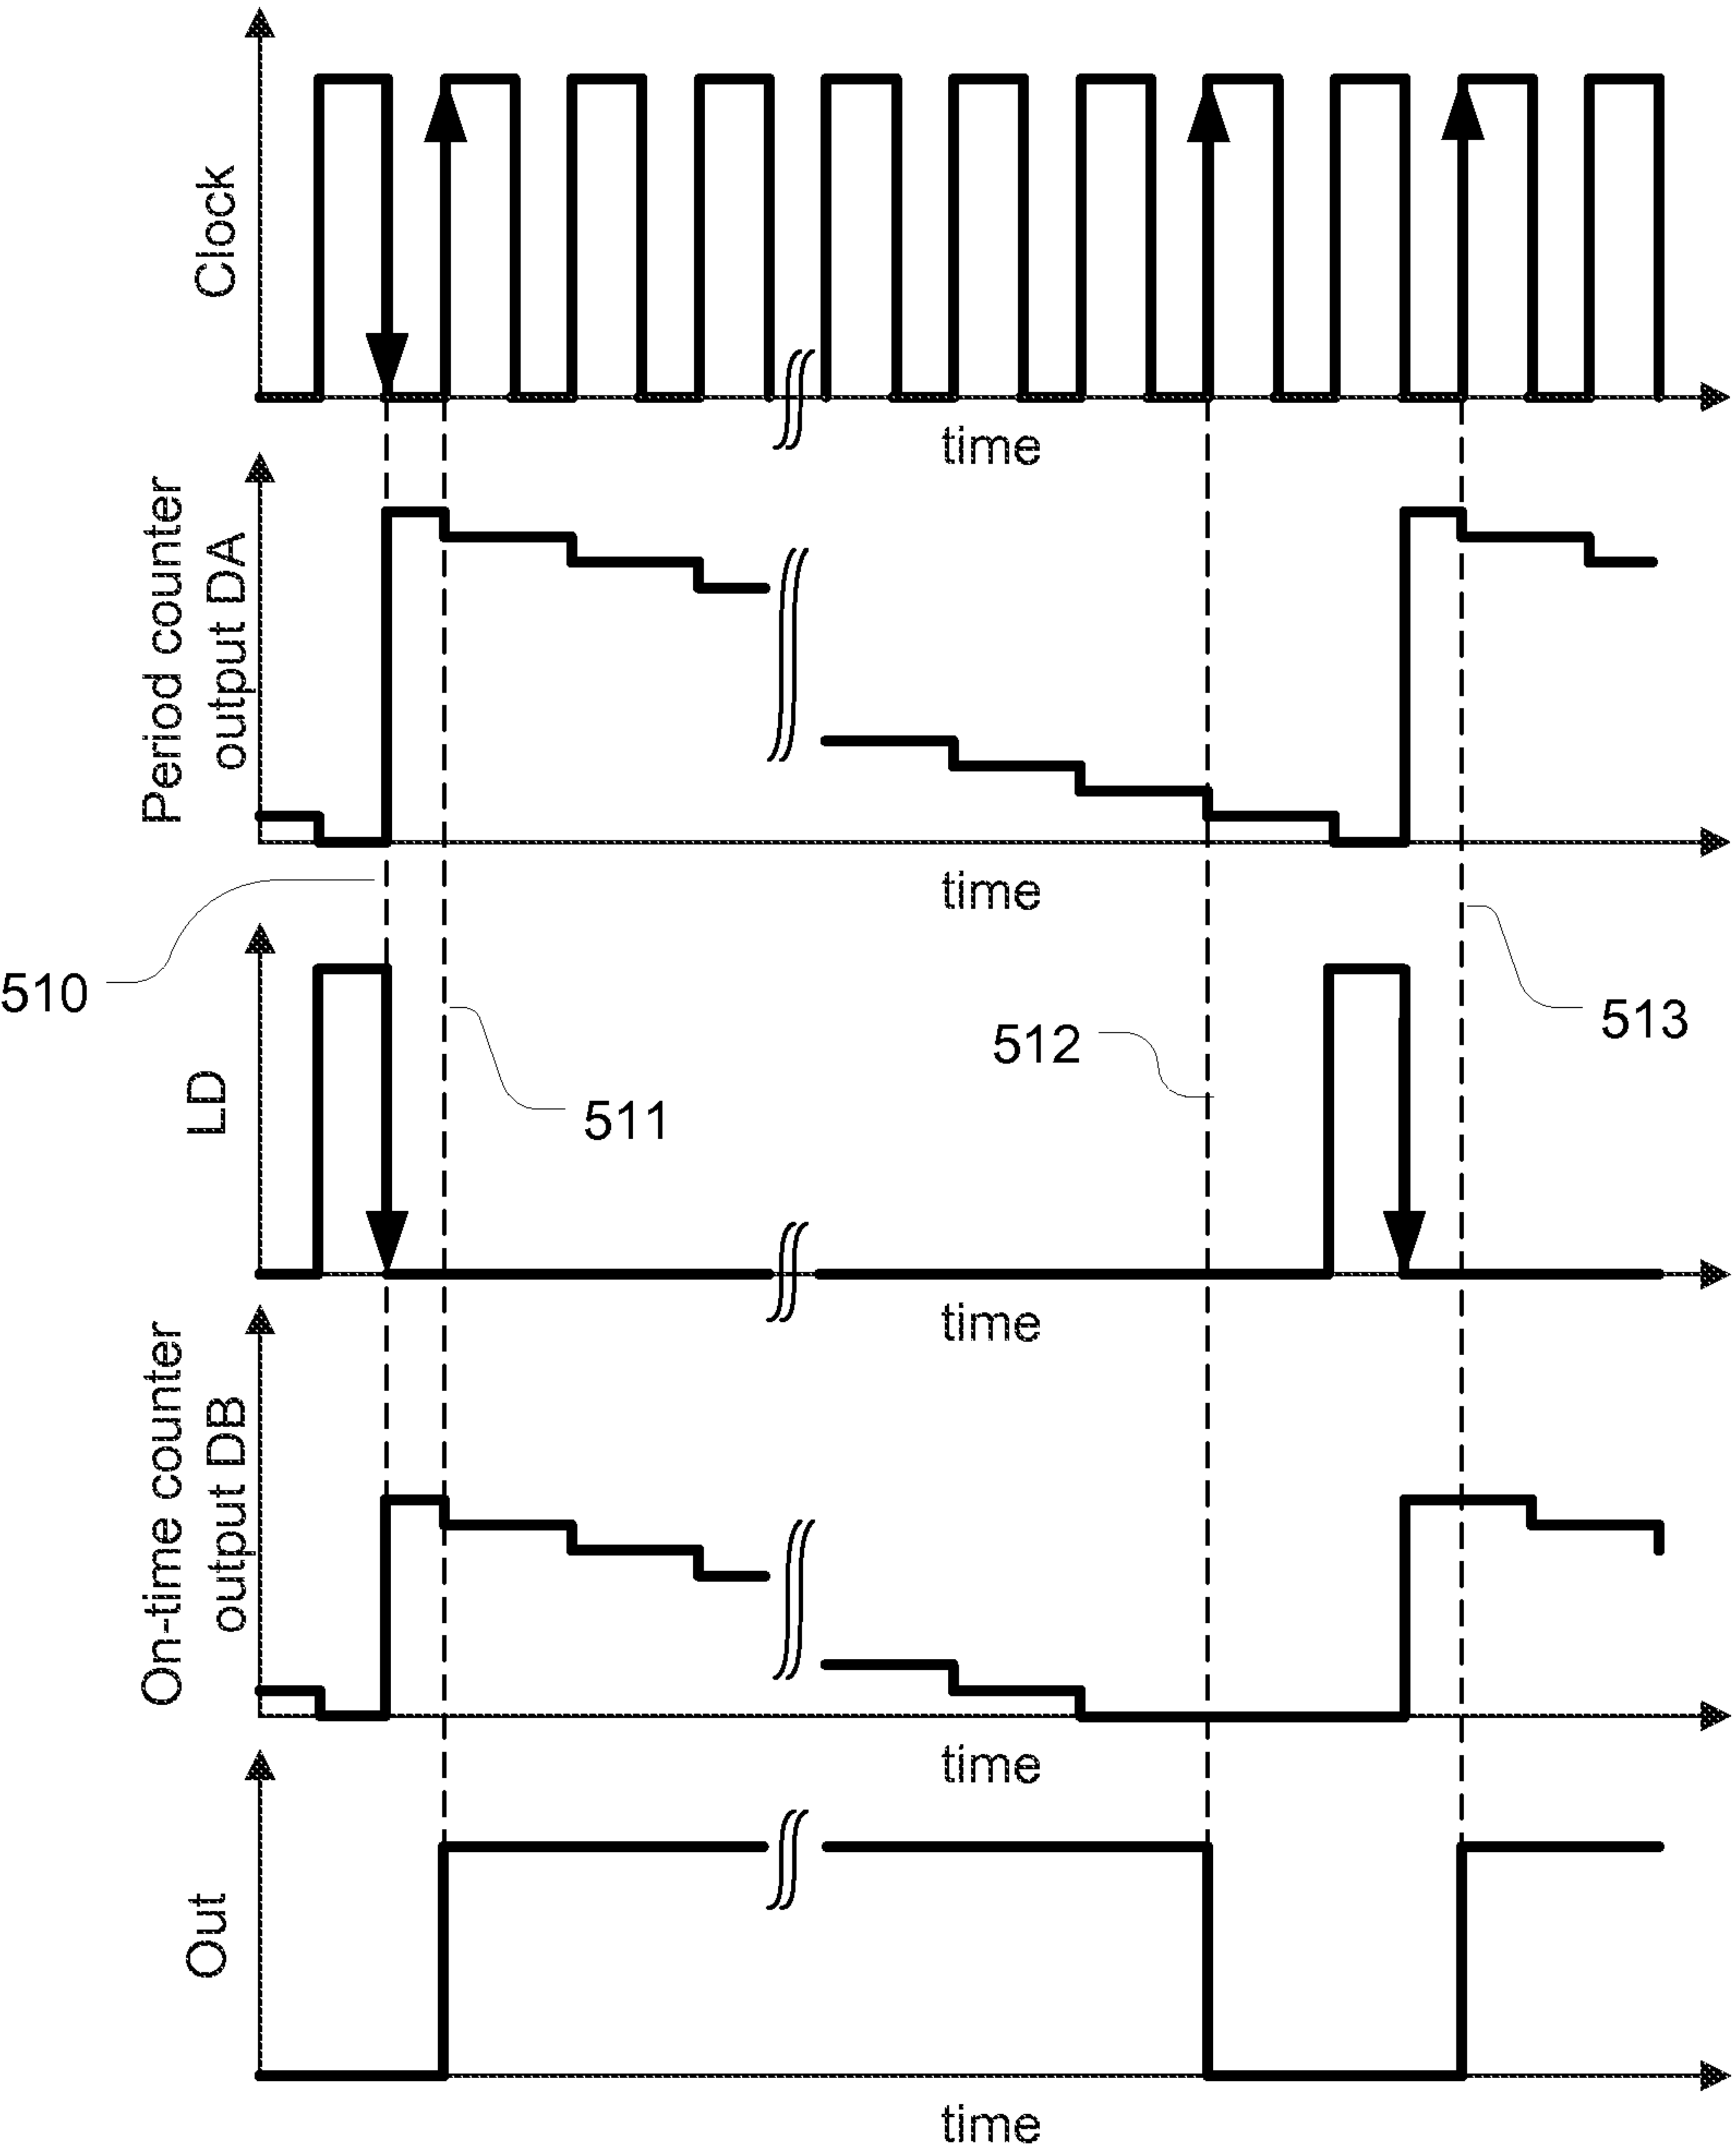 Clock
time
Period counter
output DA
time
510
511
512
513
LD
time
On-time counter
output DB
time
Out
time